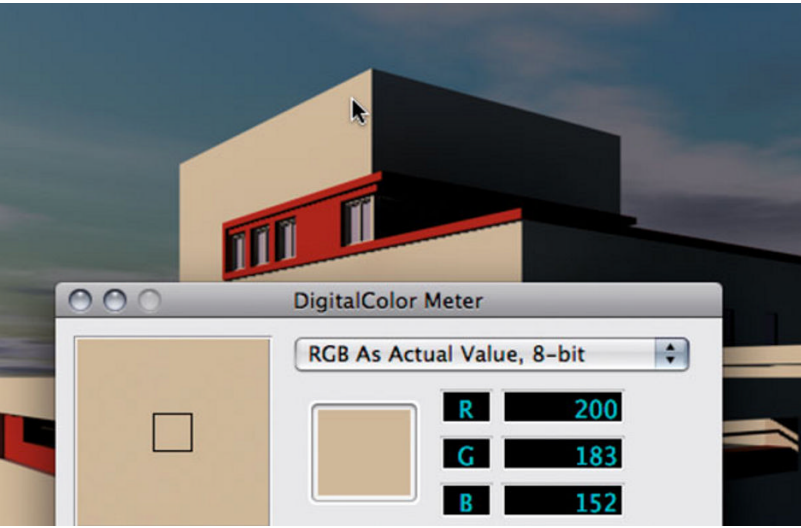 DigitalColor Meter
RGB As Actual Value, 8-bit
R 200
G 183
B 152